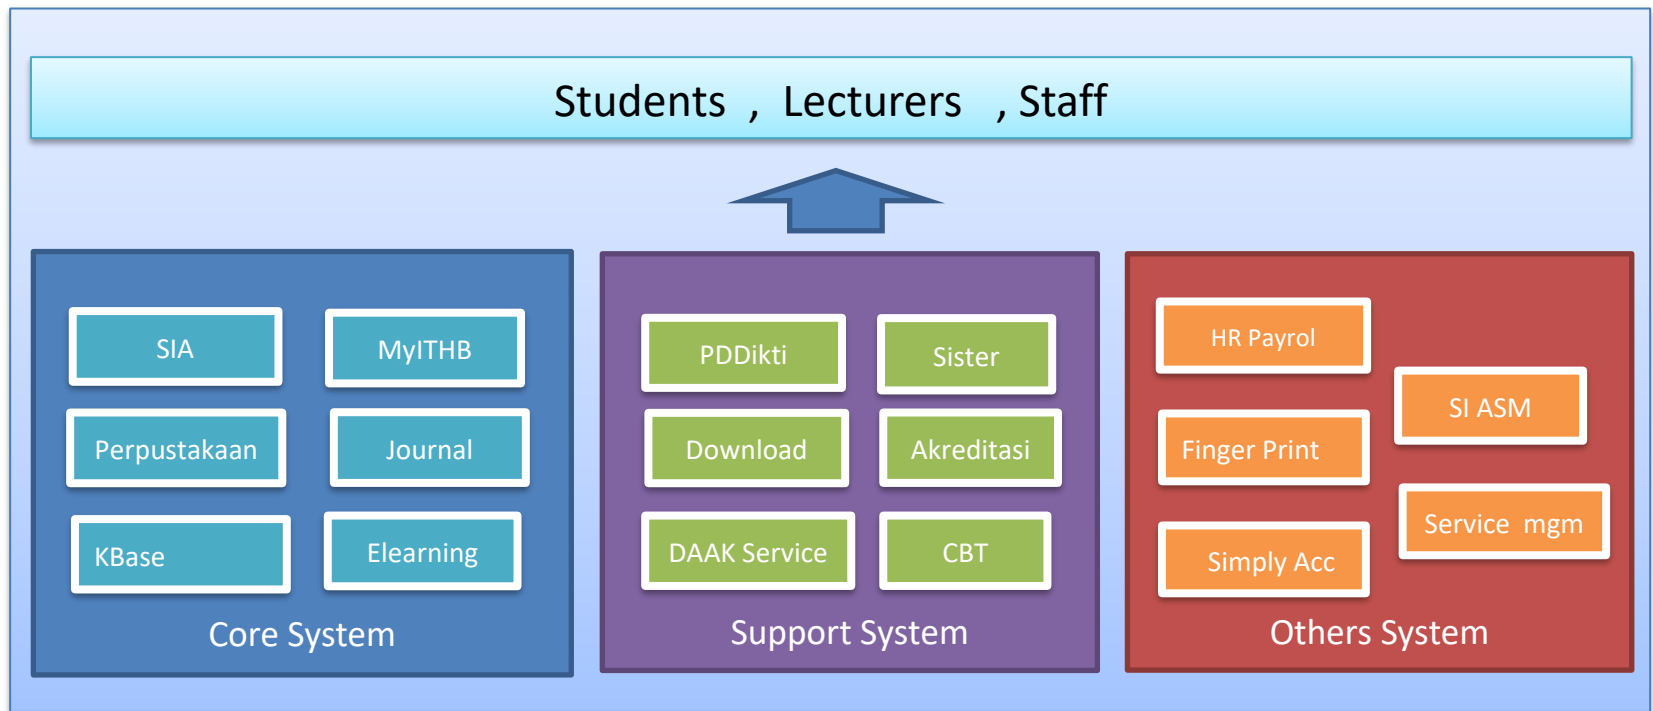 Students , Lecturers , Staff
SIA
MyITHB
Perpustakaan
Journal
KBase
Elearning
Core System
PDDikti
Sister
Download
Akreditasi
DAAK Service
CBT
Support System
HR Payrol
SI ASM
Finger Print
Service mgm
Simply Acc
Others System